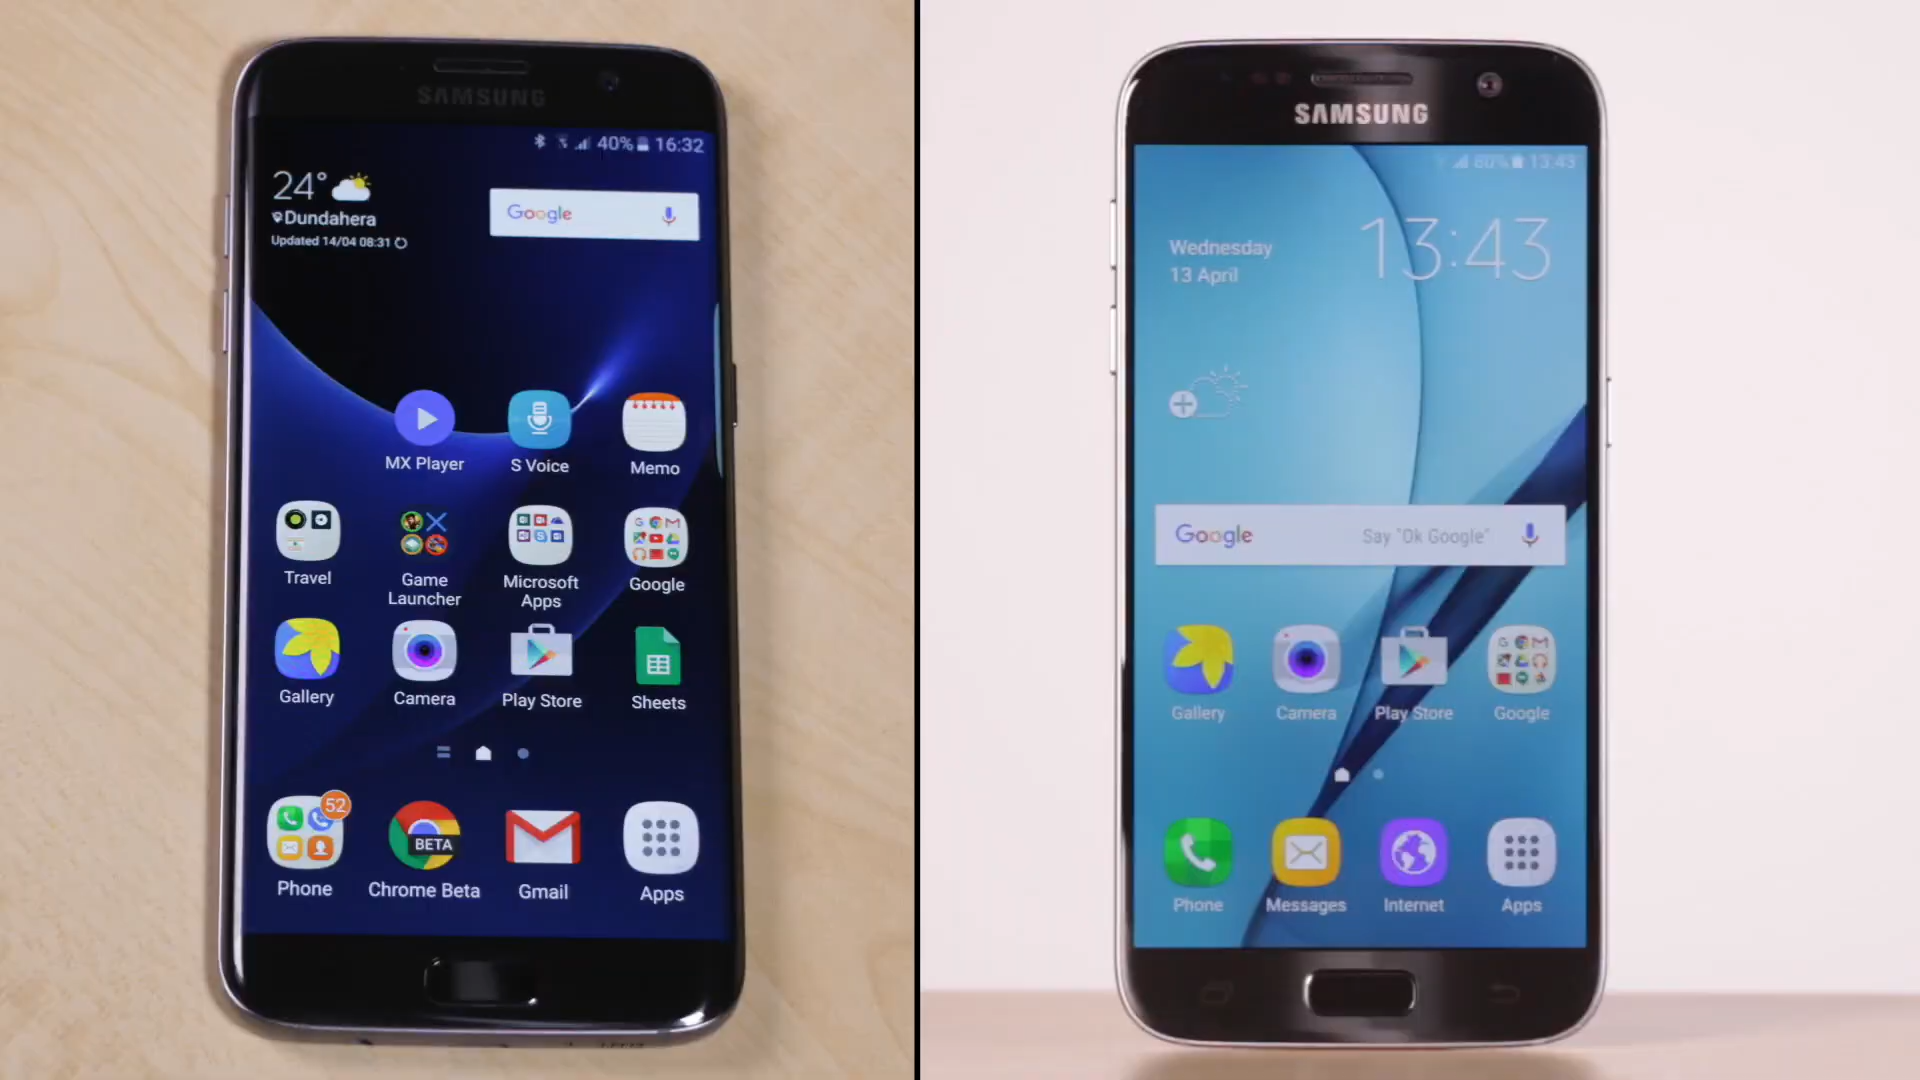 SAMSUNG
40% 16:32
24°
Dundahera
Updated 14/04 08:31
Google
MX Player
S Voice
Memo
Travel
Game Launcher
Microsoft Apps
Google
Gallery
Camera
Play Store
Sheets
52
BETA
Phone
Chrome Beta
Gmail
Apps
SAMSUNG
13:43
Wednesday
13 April
13:43
Google
Say "Ok Google"
Gallery
Camera
Play Store
Google
Phone
Messages
Internet
Apps